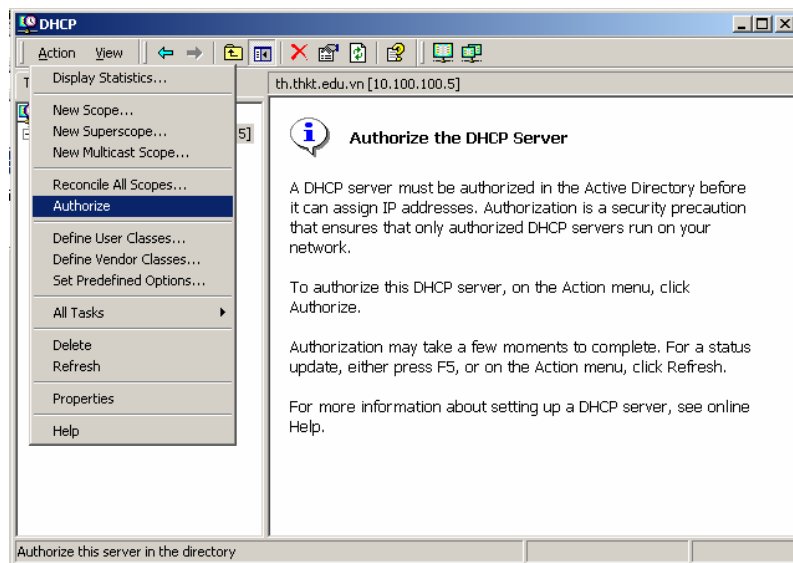 DHCP
Action View
th.thkt.edu.vn [10.100.100.5]
Display Statistics...
New Scope...
New Superscope...
New Multicast Scope...
Reconcile All Scopes...
Authorize
Define User Classes...
Define Vendor Classes...
Set Predefined Options...
All Tasks
Delete
Refresh
Properties
Help
5]
Authorize the DHCP Server
A DHCP server must be authorized in the Active Directory before
it can assign IP addresses. Authorization is a security precaution
that ensures that only authorized DHCP servers run on your
network.
To authorize this DHCP server, on the Action menu, click
Authorize.
Authorization may take a few moments to complete. For a status
update, either press F5, or on the Action menu, click Refresh.
For more information about setting up a DHCP server, see online
Help.
Authorize this server in the directory